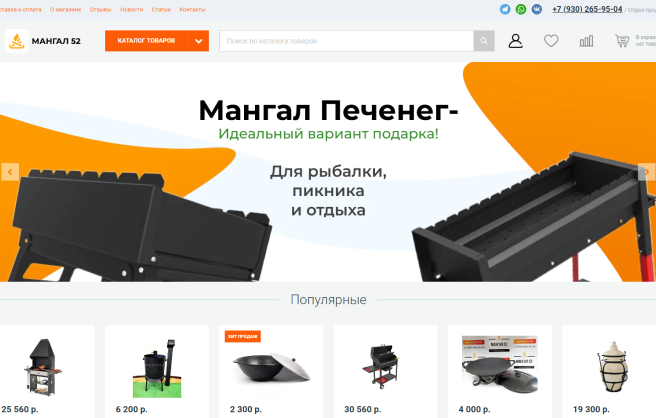 ставка и оплата О магазине Отзывы Новости Статьи Контакты
+7 (930) 265-95-04 / Отдел прод
МАНГАЛ 52
КАТАЛОГ ТОВАРОВ
Поиск по каталогу товаров
В корзи
нет това
Мангал Печенег-
Идеальный вариант подарка!
Для рыбалки,
пикника
и отдыха
Популярные
ХИТ ПРОДАЖ
МАНГАЛ 52
25 560 р. 6 200 р. 2 300 р. 30 560 р. 4 000 р. 19 300 р.